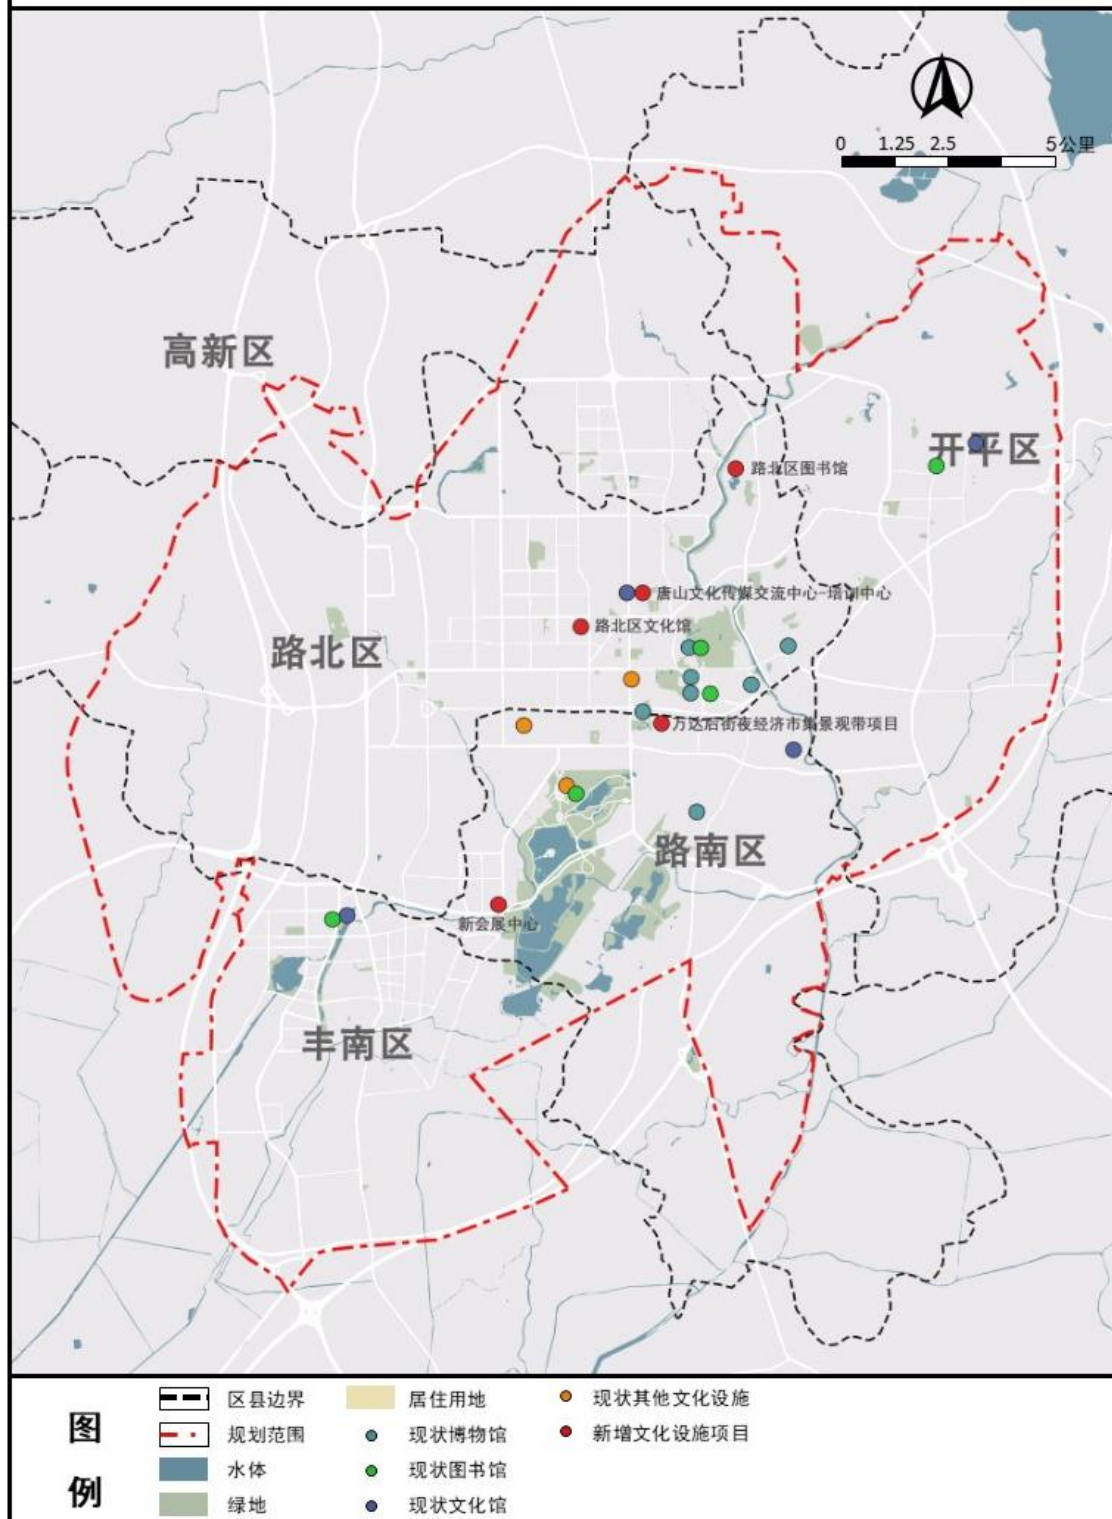 0 1.25 2.5 5公里
高新区
开平区
路北区图书馆
唐山文化传媒交流中心-培训中心
路北区文化馆
路北区
万达后街夜经济市集景观带项目
路南区
新会展中心
丰南区
图例
区县边界
规划范围
水体
绿地
居住用地
现状博物馆
现状图书馆
现状文化馆
现状其他文化设施
新增文化设施项目